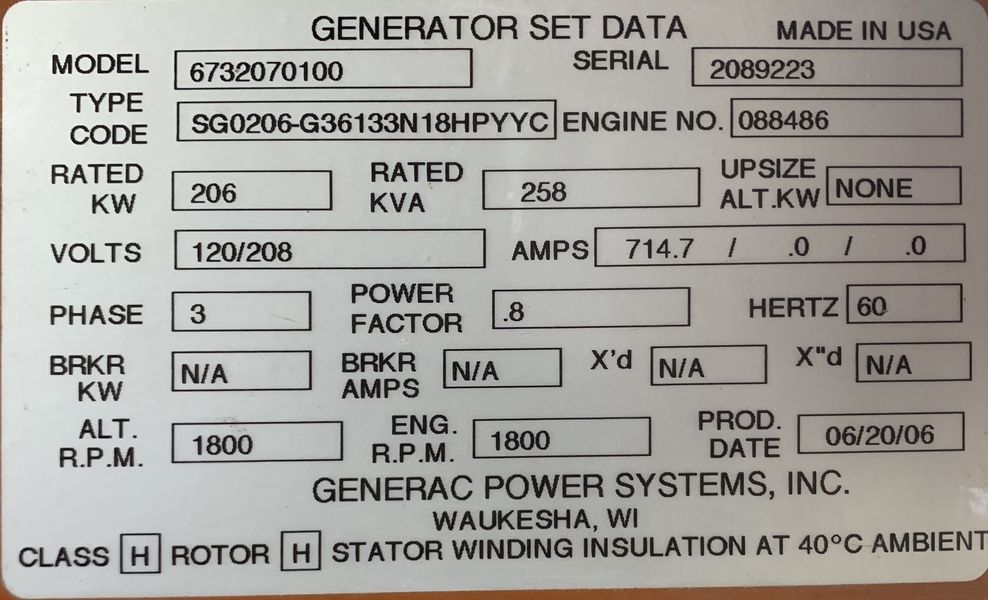 GENERATOR SET DATA MADE IN USA
MODEL 6732070100 SERIAL 2089223
TYPE CODE SG0206-G36133N18HPYYC ENGINE NO. 088486
RATED KW 206 RATED KVA 258 UPSIZE ALT.KW NONE
VOLTS 120/208 AMPS 714.7 / .0 / .0
PHASE 3 POWER FACTOR .8 HERTZ 60
BRKR KW N/A BRKR AMPS N/A X'd N/A X"d N/A
ALT. R.P.M. 1800 ENG. R.P.M. 1800 PROD. DATE 06/20/06
GENERAC POWER SYSTEMS, INC.
WAUKESHA, WI
CLASS H ROTOR H STATOR WINDING INSULATION AT 40°C AMBIENT